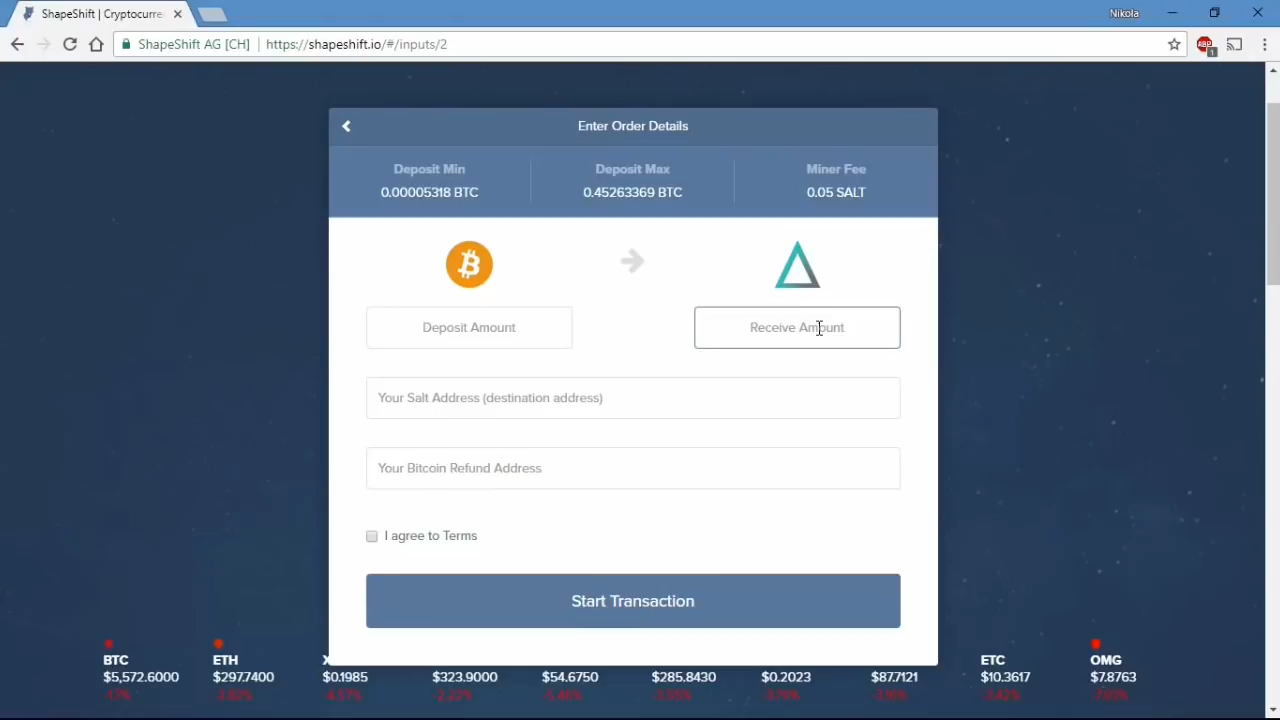 ShapeShift | Cryptocurre
Nikola
ShapeShift AG [CH]
https://shapeshift.io/#/inputs/2
ABP
1
Enter Order Details
Deposit Min
Deposit Max
Miner Fee
0.00005318 BTC
0.45263369 BTC
0.05 SALT
Deposit Amount
Receive Amount
Your Salt Address (destination address)
Your Bitcoin Refund Address
I agree to Terms
Start Transaction
BTC
ETH
ETC
OMG
$5,572.6000
$297.7400
$0.1985
$323.9000
$54.6750
$285.8430
$0.2023
$87.7121
$10.3617
$7.8763